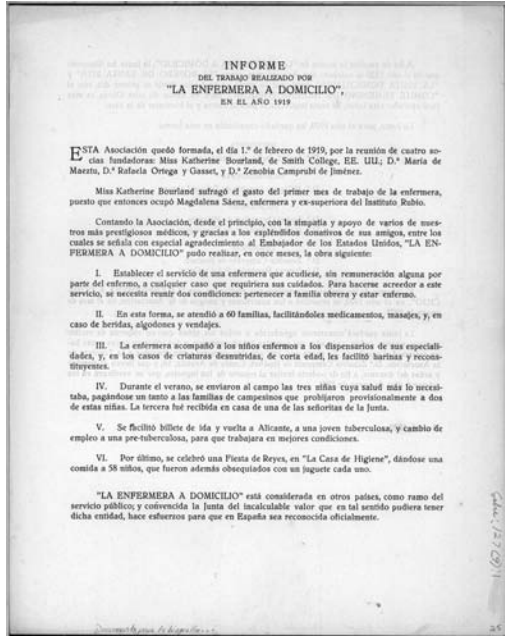 INFORME
DEL TRABAJO REALIZADO POR
"LA ENFERMERA A DOMICILIO",
EN EL AÑO 1919
ESTA Asociación quedó formada, el día 1.º de febrero de 1919, por la reunión de cuatro so-
cias fundadoras: Miss Katherine Bourland, de Smith College, EE. UU.; D.ª María de
Maeztu, D.ª Rafaela Ortega y Gasset, y D.ª Zenobia Camprubí de Jiménez.
Miss Katherine Bourland sufragó el gasto del primer mes de trabajo de la enfermera,
puesto que entonces ocupó Magdalena Sáenz, enfermera y ex-superiora del Instituto Rubio.
Contando la Asociación, desde el principio, con la simpatía y apoyo de varios de nues-
tros más prestigiosos médicos, y gracias a los espléndidos donativos de sus amigos, entre los
cuales se señala con especial agradecimiento al Embajador de los Estados Unidos, "LA EN-
FERMERA A DOMICILIO" pudo realizar, en once meses, la obra siguiente:
I. Establecer el servicio de una enfermera que acudiese, sin remuneración alguna por
parte del enfermo, a cualquier caso que requiriera sus cuidados. Para hacerse acreedor a este
servicio, se necesita reunir dos condiciones: pertenecer a familia obrera y estar enfermo.
II. En esta forma, se atendió a 60 familias, facilitándoles medicamentos, masajes, y, en
caso de heridas, algodones y vendajes.
III. La enfermera acompañó a los niños enfermos a los dispensarios de sus especiali-
dades, y, en los casos de criaturas desnutridas, de corta edad, les facilitó harinas y recons-
tituyentes.
IV. Durante el verano, se enviaron al campo las tres niñas cuya salud más lo necesi-
taba, pagándose un tanto a las familias de campesinos que prohijaron provisionalmente a dos
de estas niñas. La tercera fué recibida en casa de una de las señoritas de la Junta.
V. Se facilitó billete de ida y vuelta a Alicante, a una joven tuberculosa, y cambio de
empleo a una pre-tuberculosa, para que trabajara en mejores condiciones.
VI. Por último, se celebró una Fiesta de Reyes, en "La Casa de Higiene", dándose una
comida a 58 niños, que fueron además obsequiados con un juguete cada uno.
"LA ENFERMERA A DOMICILIO" está considerada en otros países, como ramo del
servicio público; y convencida la Junta del incalculable valor que en tal sentido pudiera tener
dicha entidad, hace esfuerzos para que en España sea reconocida oficialmente.